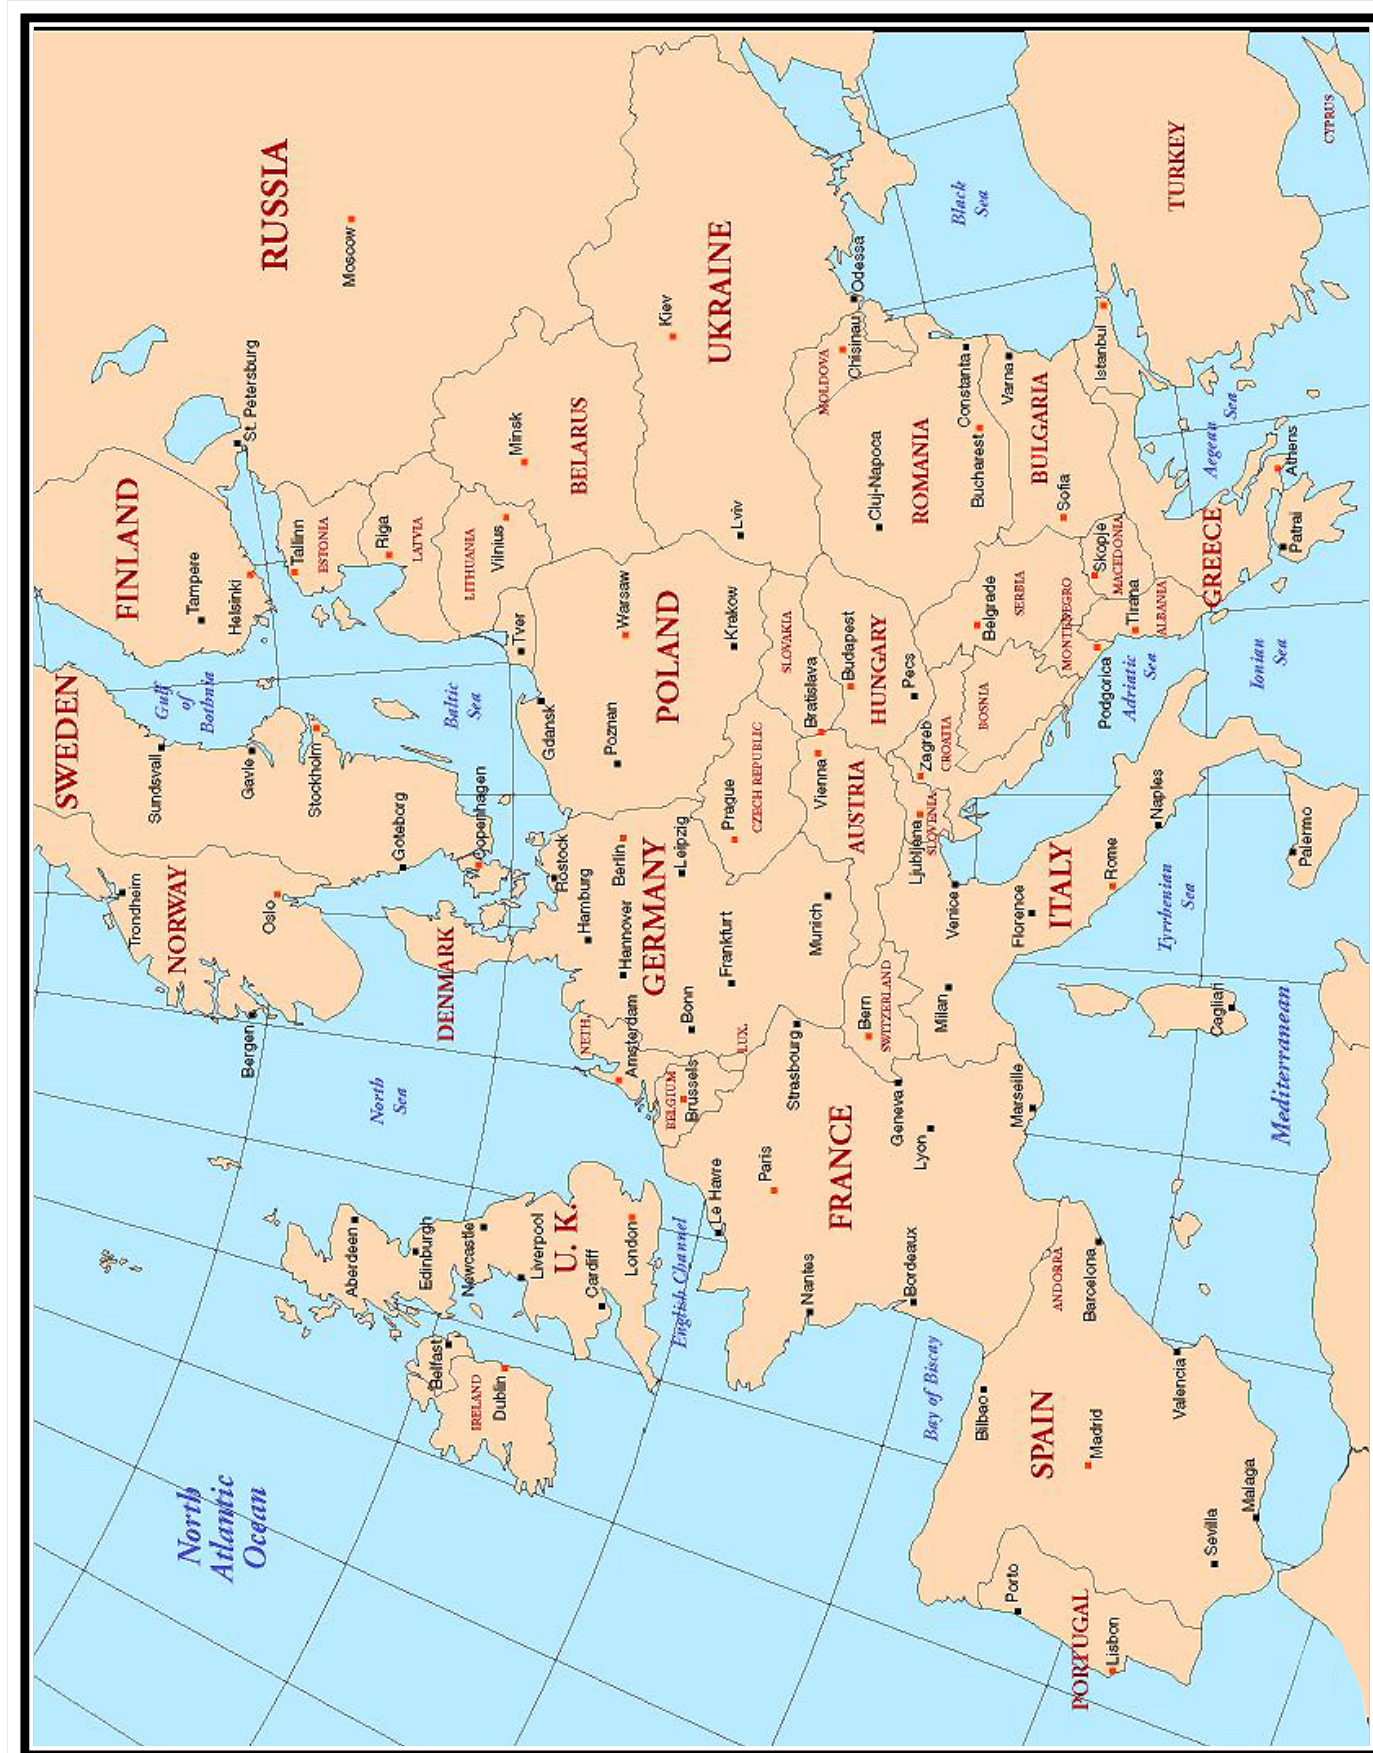 North
Atlantic
Ocean
SWEDEN
FINLAND
RUSSIA
NORWAY
Trondheim
Sundsvall
Gulf
of
Bothnia
Tampere
Helsinki
St. Petersburg
Moscow
Bergen
Oslo
Gavle
Stockholm
Goteborg
Tallinn
ESTONIA
Riga
LATVIA
LITHUANIA
Vilnius
Tver
Minsk
BELARUS
North
Sea
DENMARK
Copenhagen
Baltic
Sea
Aberdeen
Edinburgh
Newcastle
Belfast
IRELAND
Dublin
Liverpool
U. K.
Cardiff
London
English Channel
NETH.
Amsterdam
BELGIUM
Brussels
LUX.
Rostock
Hamburg
Hannover
Berlin
GERMANY
Leipzig
Bonn
Frankfurt
Munich
Gdansk
Poznan
Warsaw
POLAND
Krakow
Lviv
Kiev
UKRAINE
Prague
CZECH REPUBLIC
SLOVAKIA
Bratislava
Vienna
AUSTRIA
Budapest
HUNGARY
Pecs
MOLDOVA
Chisinau
Odessa
Le Havre
Paris
Strasbourg
FRANCE
Nantes
Bordeaux
Geneva
Lyon
Marseille
Bern
SWITZERLAND
Bay of Biscay
Ljubljana
SLOVENIA
Zagreb
CROATIA
BOSNIA
Belgrade
SERBIA
MONTENEGRO
Podgorica
Cluj-Napoca
ROMANIA
Bucharest
Constanta
Varna
BULGARIA
Sofia
Black
Sea
Milan
Venice
Florence
ITALY
Rome
Naples
Adriatic
Sea
Skopje
MACEDONIA
Tirana
ALBANIA
GREECE
Istanbul
TURKEY
ANDORRA
Barcelona
Bilbao
SPAIN
Madrid
Valencia
Sevilla
Malaga
Porto
PORTUGAL
Lisbon
Tyrrhenian
Sea
Cagliari
Mediterranean
Palermo
Ionian
Sea
Aegean
Sea
Athens
Patrai
CYPRUS